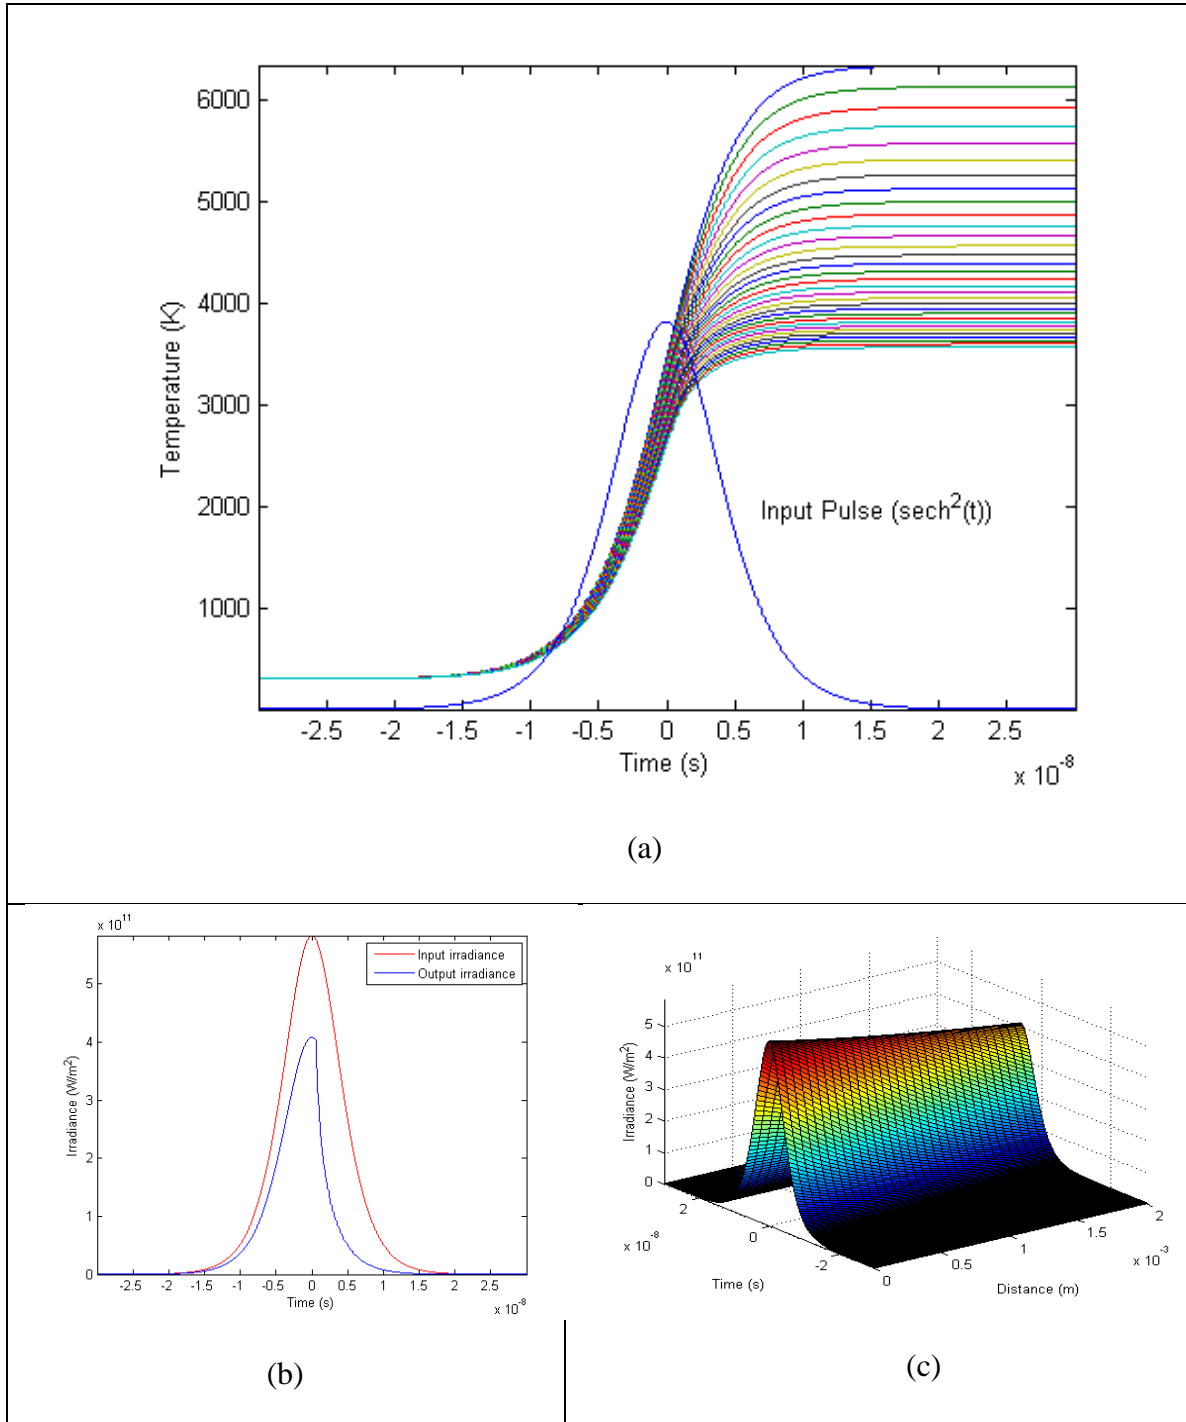 6000
5000
4000
3000
2000
1000
Temperature (K)
Input Pulse (sech²(t))
-2.5 -2 -1.5 -1 -0.5 0 0.5 1 1.5 2 2.5
Time (s)
x 10⁻⁸
(a)
x 10¹¹
5
4
3
2
1
0
Irradiance (W/m²)
Input irradiance
Output irradiance
-2.5 -2 -1.5 -1 -0.5 0 0.5 1 1.5 2 2.5
Time (s)
x 10⁻⁸
(b)
x 10¹¹
5
4
3
2
1
0
Irradiance (W/m²)
2
0
-2
x 10⁻⁸
Time (s)
0
0.5
1
1.5
2
x 10⁻³
Distance (m)
(c)